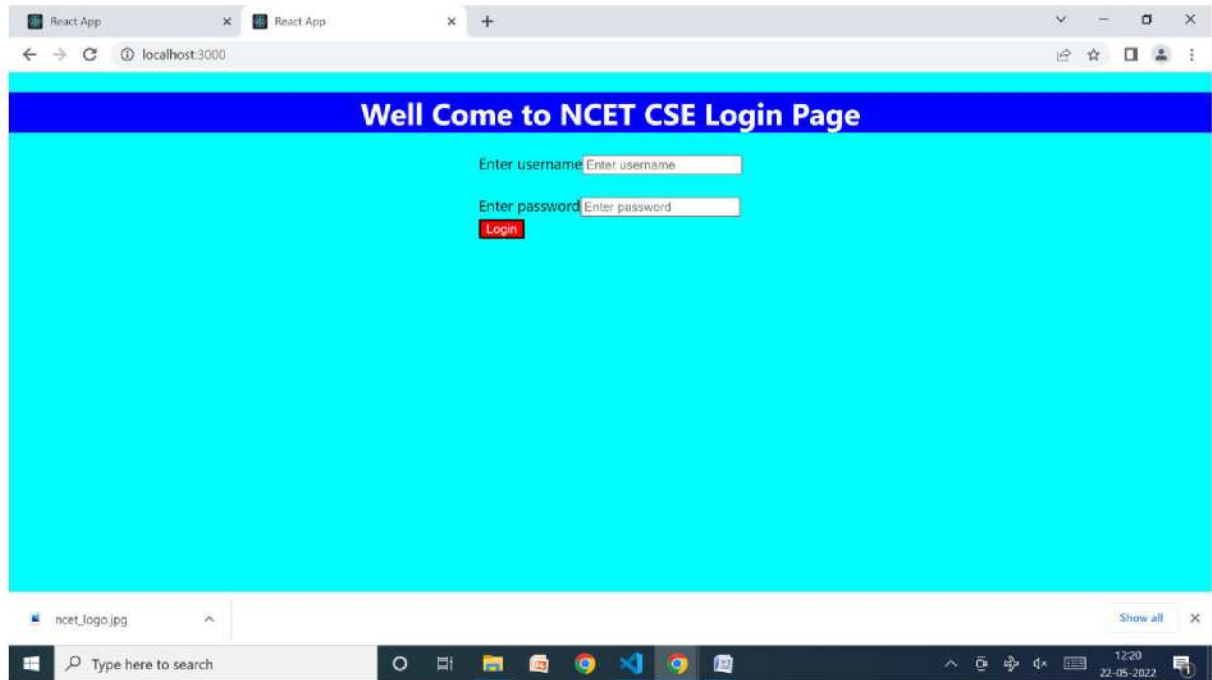 React App
React App
localhost:3000
Well Come to NCET CSE Login Page
Enter username Enter username
Enter password Enter password
Login
ncet_logo.jpg
Show all
Type here to search
12:20
22-05-2022